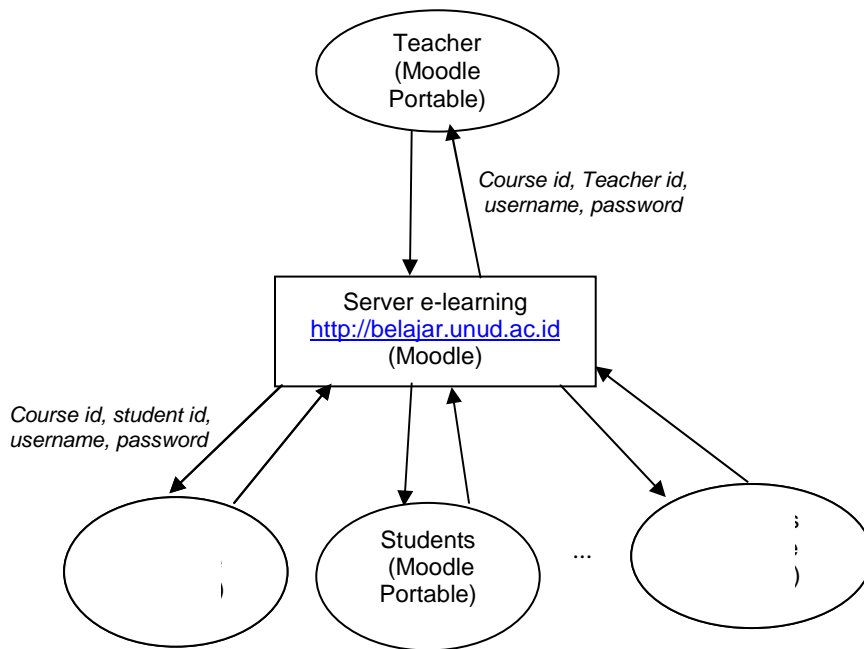 Teacher
(Moodle
Portable)
Course id, Teacher id,
username, password
Server e-learning
http://belajar.unud.ac.id
(Moodle)
Course id, student id,
username, password
Students
(Moodle
Portable)
...